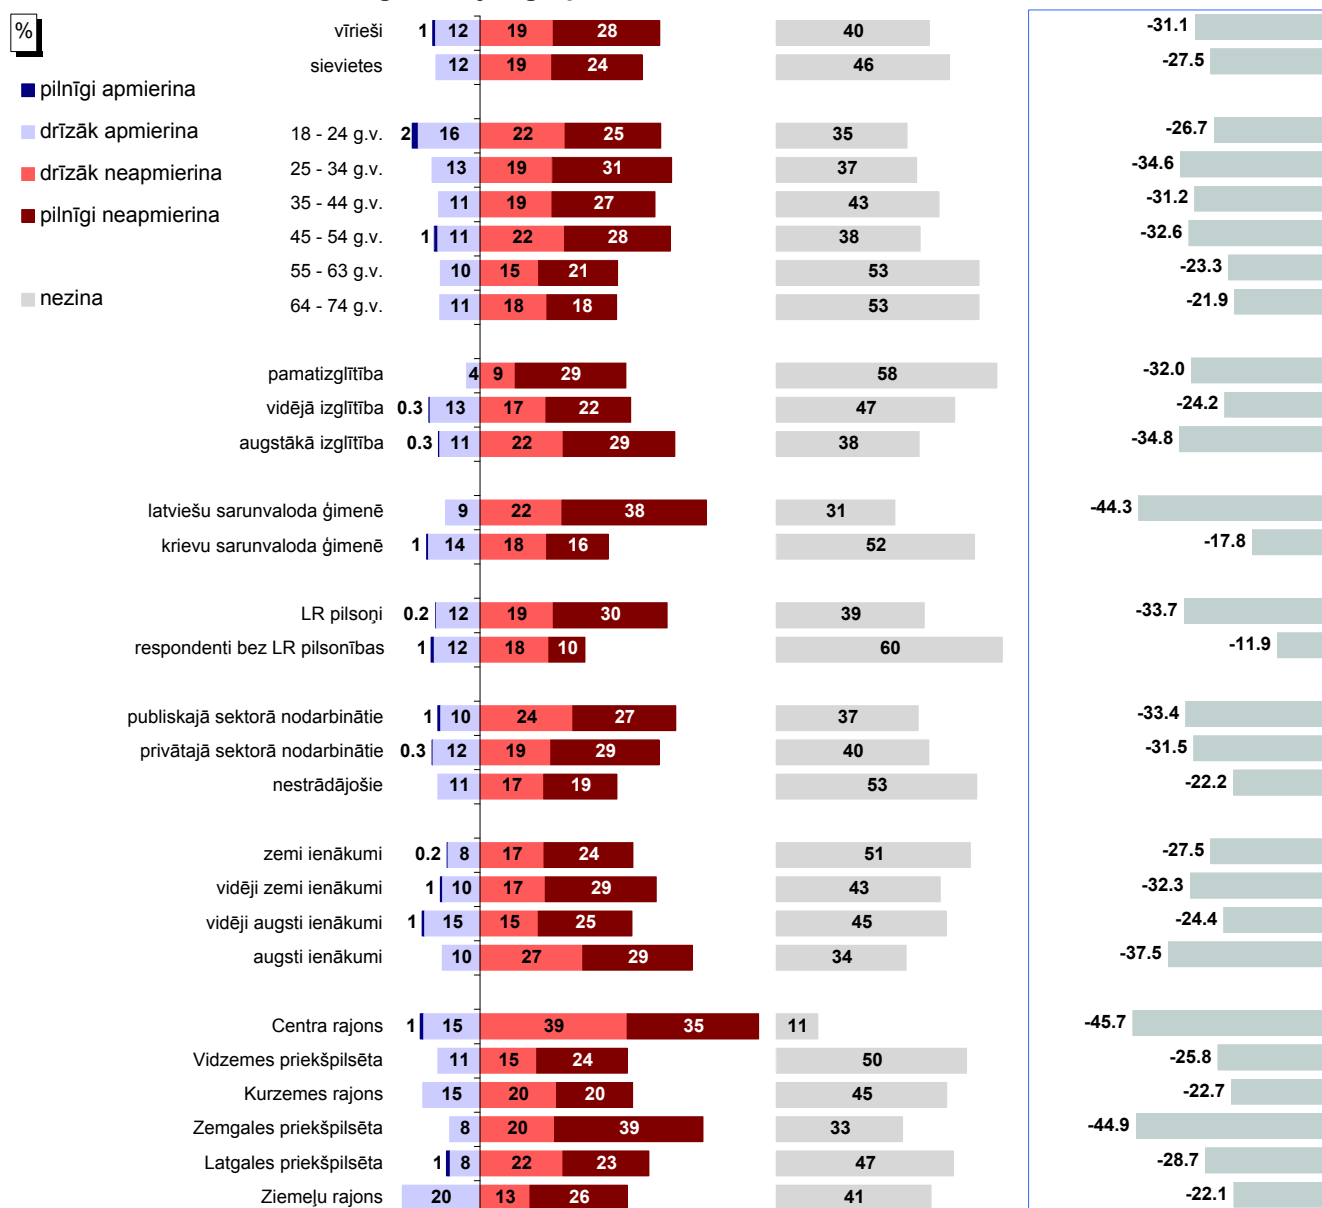 %
pilnīgi apmierina
drīzāk apmierina
drīzāk neapmierina
pilnīgi neapmierina
nezina
vīrieši 1 12 19 28 40 -31.1
sievietes 12 19 24 46 -27.5
18 - 24 g.v. 2 16 22 25 35 -26.7
25 - 34 g.v. 13 19 31 37 -34.6
35 - 44 g.v. 11 19 27 43 -31.2
45 - 54 g.v. 1 11 22 28 38 -32.6
55 - 63 g.v. 10 15 21 53 -23.3
64 - 74 g.v. 11 18 18 53 -21.9
pamatizglītība 4 9 29 58 -32.0
vidējā izglītība 0.3 13 17 22 47 -24.2
augstākā izglītība 0.3 11 22 29 38 -34.8
latviešu sarunvaloda ģimenē 9 22 38 31 -44.3
krievu sarunvaloda ģimenē 1 14 18 16 52 -17.8
LR pilsoņi 0.2 12 19 30 39 -33.7
respondenti bez LR pilsonības 1 12 18 10 60 -11.9
publiskajā sektorā nodarbinātie 1 10 24 27 37 -33.4
privātajā sektorā nodarbinātie 0.3 12 19 29 40 -31.5
nestrādājošie 11 17 19 53 -22.2
zemi ienākumi 0.2 8 17 24 51 -27.5
vidēji zemi ienākumi 1 10 17 29 43 -32.3
vidēji augsti ienākumi 1 15 15 25 45 -24.4
augsti ienākumi 10 27 29 34 -37.5
Centra rajons 1 15 39 35 11 -45.7
Vidzemes priekšpilsēta 11 15 24 50 -25.8
Kurzemes rajons 15 20 20 45 -22.7
Zemgales priekšpilsēta 8 20 39 33 -44.9
Latgales priekšpilsēta 1 8 22 23 47 -28.7
Ziemeļu rajons 20 13 26 41 -22.1